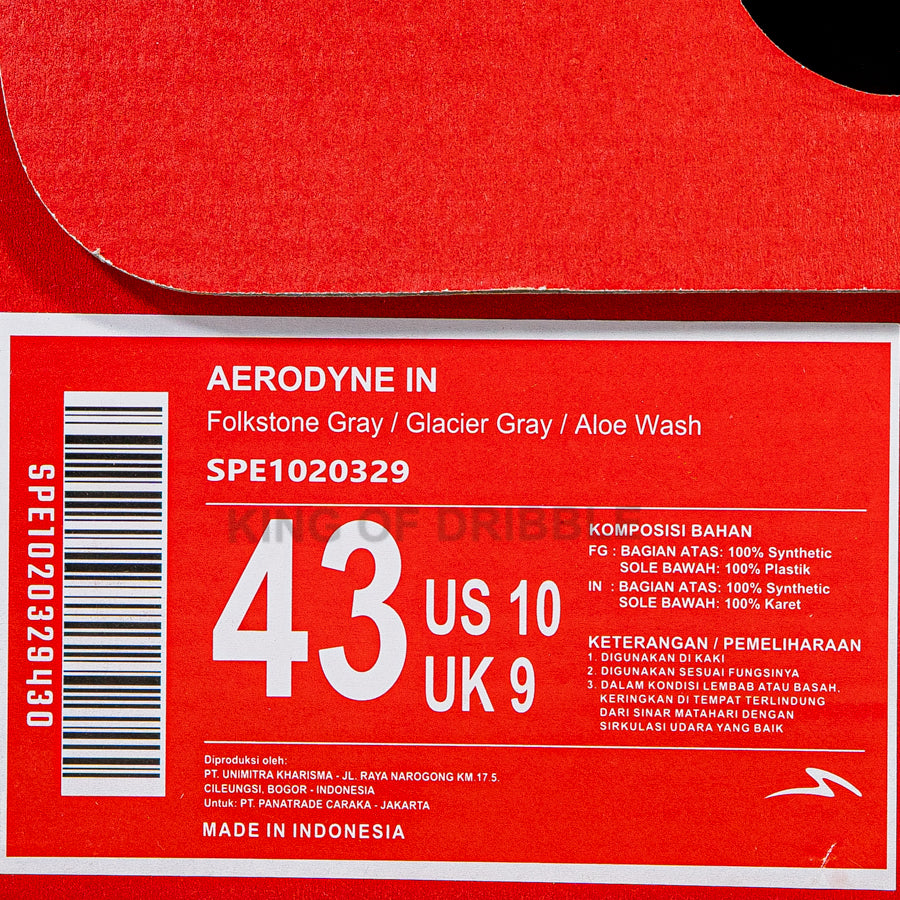 AERODYNE IN
Folkstone Gray / Glacier Gray / Aloe Wash
SPE1020329
SPE1020329430
KING OF DRIBBLE
43
US 10
UK 9
KOMPOSISI BAHAN
FG : BAGIAN ATAS: 100% Synthetic
SOLE BAWAH: 100% Plastik
IN : BAGIAN ATAS: 100% Synthetic
SOLE BAWAH: 100% Karet
KETERANGAN / PEMELIHARAAN
1. DIGUNAKAN DI KAKI
2. DIGUNAKAN SESUAI FUNGSINYA
3. DALAM KONDISI LEMBAB ATAU BASAH.
KERINGKAN DI TEMPAT TERLINDUNG
DARI SINAR MATAHARI DENGAN
SIRKULASI UDARA YANG BAIK
Diproduksi oleh:
PT. UNIMITRA KHARISMA - JL. RAYA NAROGONG KM.17.5.
CILEUNGSI, BOGOR - INDONESIA
Untuk: PT. PANATRADE CARAKA - JAKARTA
MADE IN INDONESIA